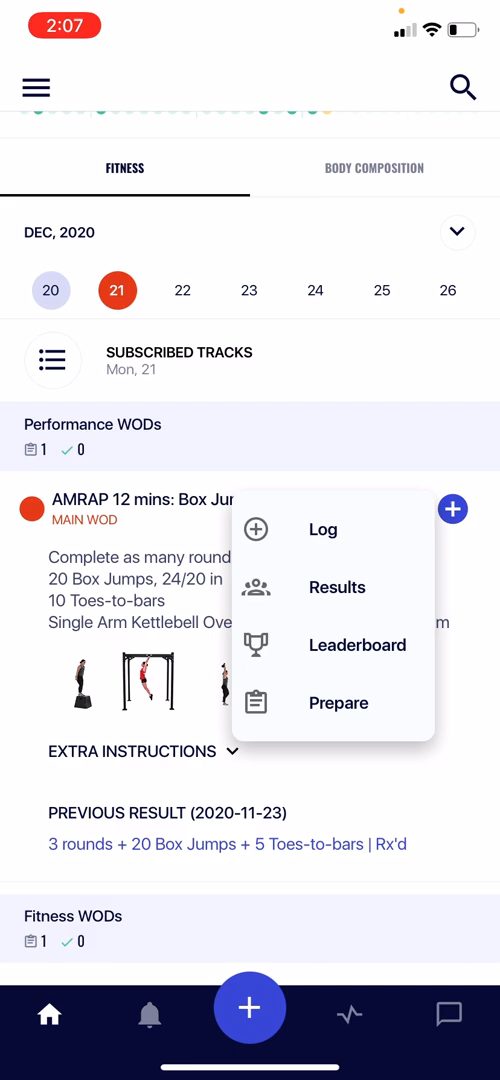 2:07
FITNESS
BODY COMPOSITION
DEC, 2020
20
21
22
23
24
25
26
SUBSCRIBED TRACKS
Mon, 21
Performance WODs
1
0
AMRAP 12 mins: Box Jur
MAIN WOD
Complete as many round
20 Box Jumps, 24/20 in
10 Toes-to-bars
Single Arm Kettlebell Ove
m
Log
Results
Leaderboard
Prepare
EXTRA INSTRUCTIONS
PREVIOUS RESULT (2020-11-23)
3 rounds + 20 Box Jumps + 5 Toes-to-bars | Rx'd
Fitness WODs
1
0